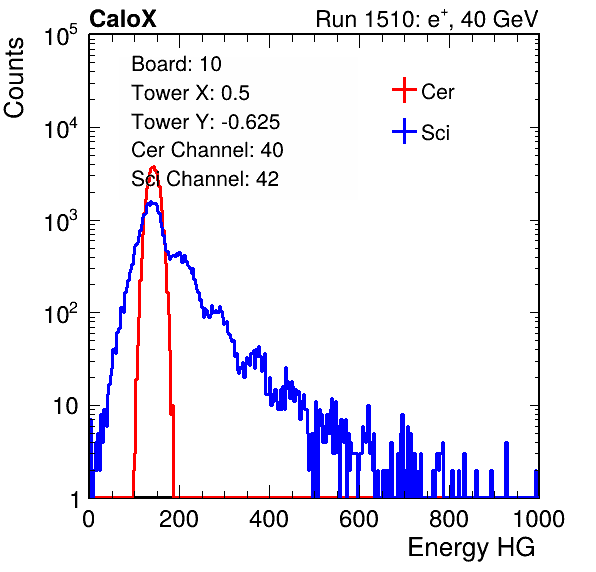 CaloX Run 1510: e⁺, 40 GeV
Counts
Board: 10
Tower X: 0.5
Tower Y: -0.625
Cer Channel: 40
Sci Channel: 42
Cer
Sci
10⁵
10⁴
10³
10²
10
1
0 200 400 600 800 1000
Energy HG